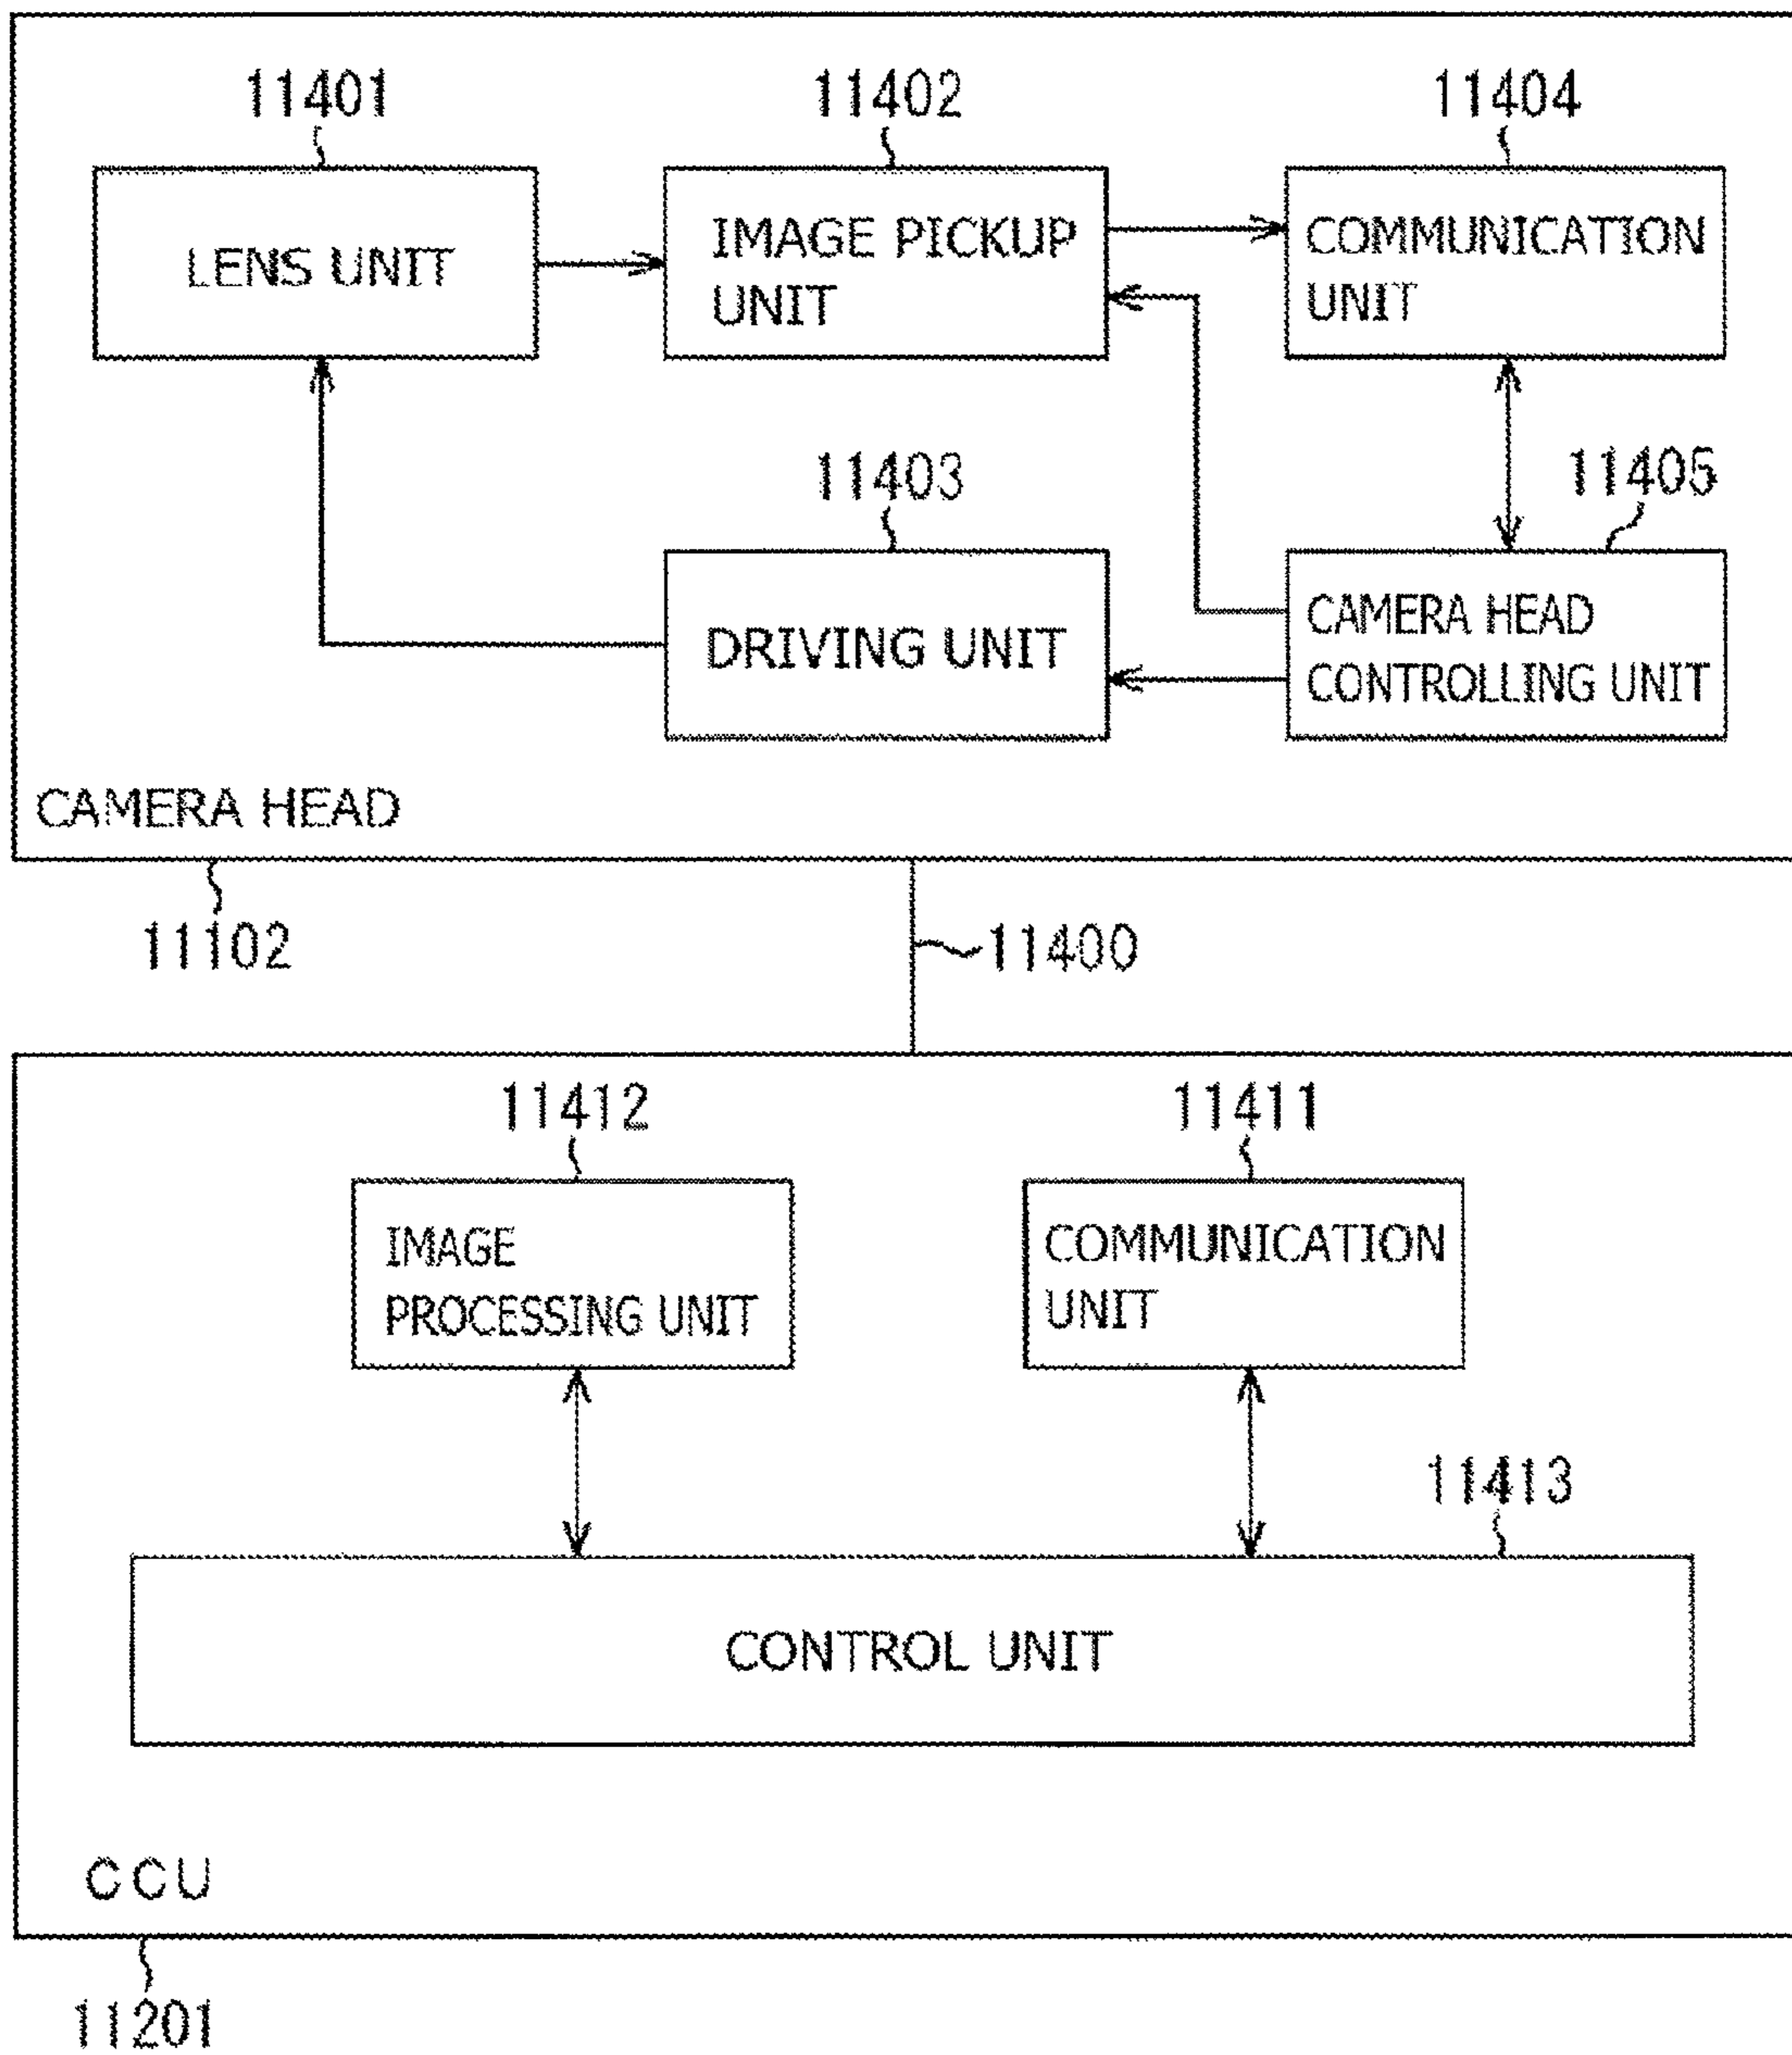 11401
11402
11404
LENS UNIT
IMAGE PICKUP
UNIT
COMMUNICATION
UNIT
11403
11405
DRIVING UNIT
CAMERA HEAD
CONTROLLING UNIT
CAMERA HEAD
11102
11400
11412
11411
IMAGE
PROCESSING UNIT
COMMUNICATION
UNIT
11413
CONTROL UNIT
CCU
11201